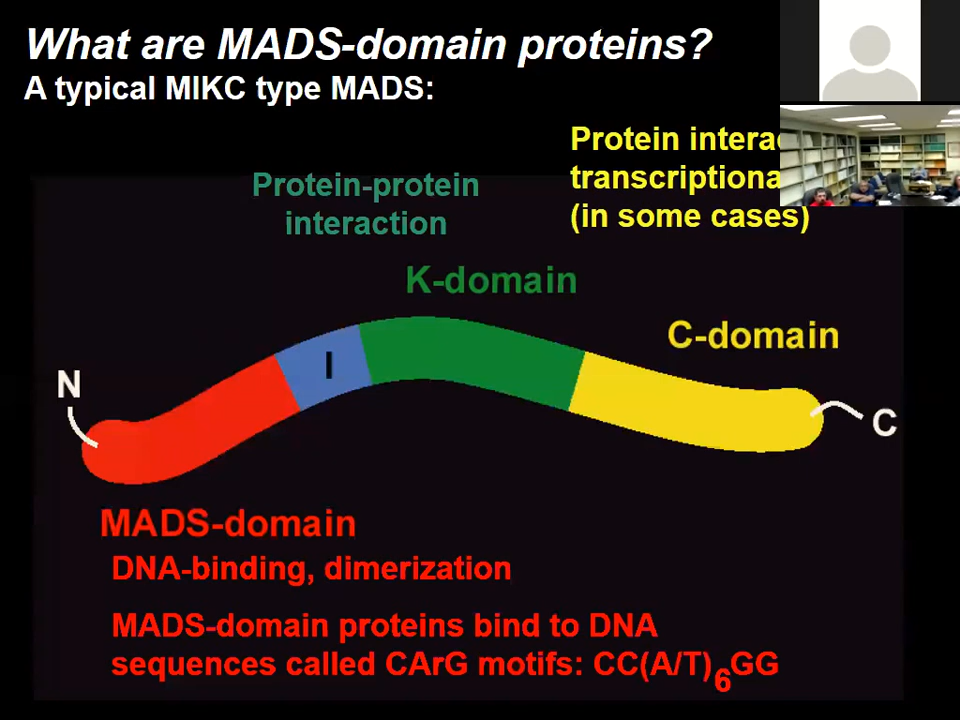 What are MADS-domain proteins?
A typical MIKC type MADS:
Protein
transcriptiona
(in some cases)
Protein-protein
interaction
K-domain
C-domain
I
N
C
MADS-domain
DNA-binding, dimerization
MADS-domain proteins bind to DNA
sequences called CArG motifs: CC(A/T)6GG